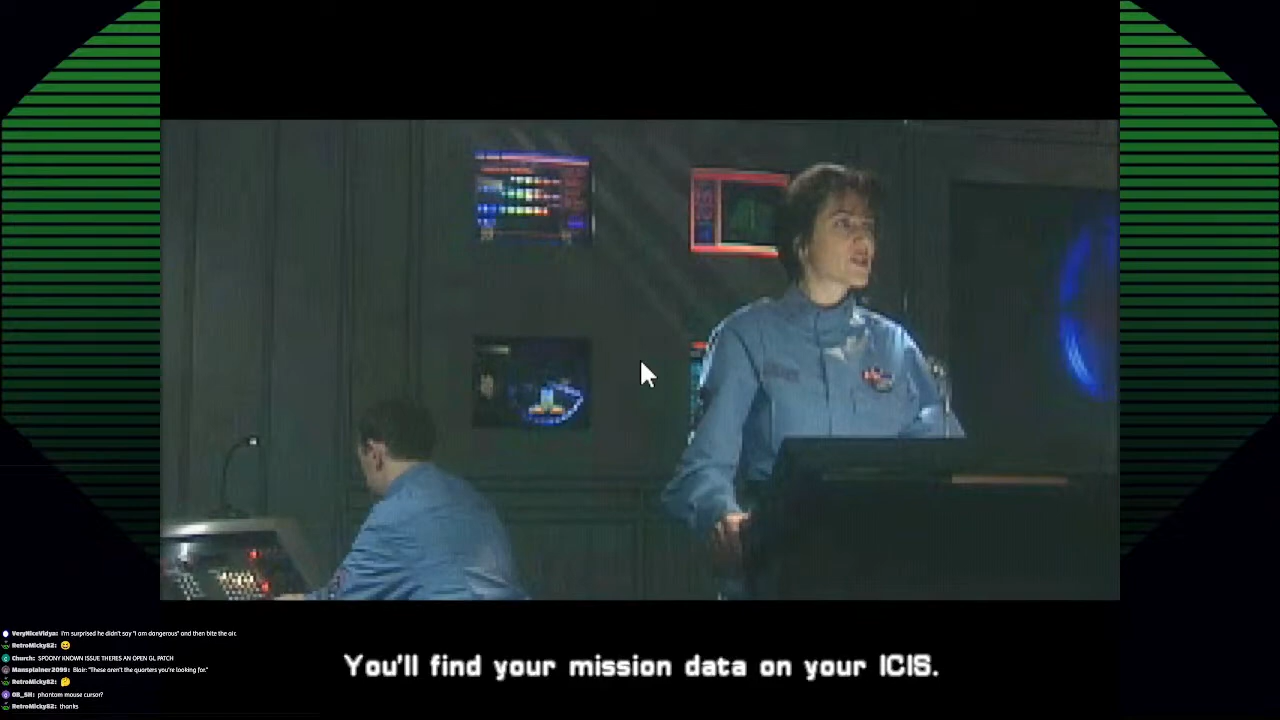 VeryNiceVidya: I'm surprised he didn't say "I am dangerous" and then bite the air.
RetroMicky82:
Church: SPOONY KNOWN ISSUE THERES AN OPEN GL PATCH
Mansplainer2099: Blair: "These aren't the quarters you're looking for."
RetroMicky82:
GB_Sili: phantom mouse cursor?
RetroMicky82: thanks
You'll find your mission data on your ICIS.